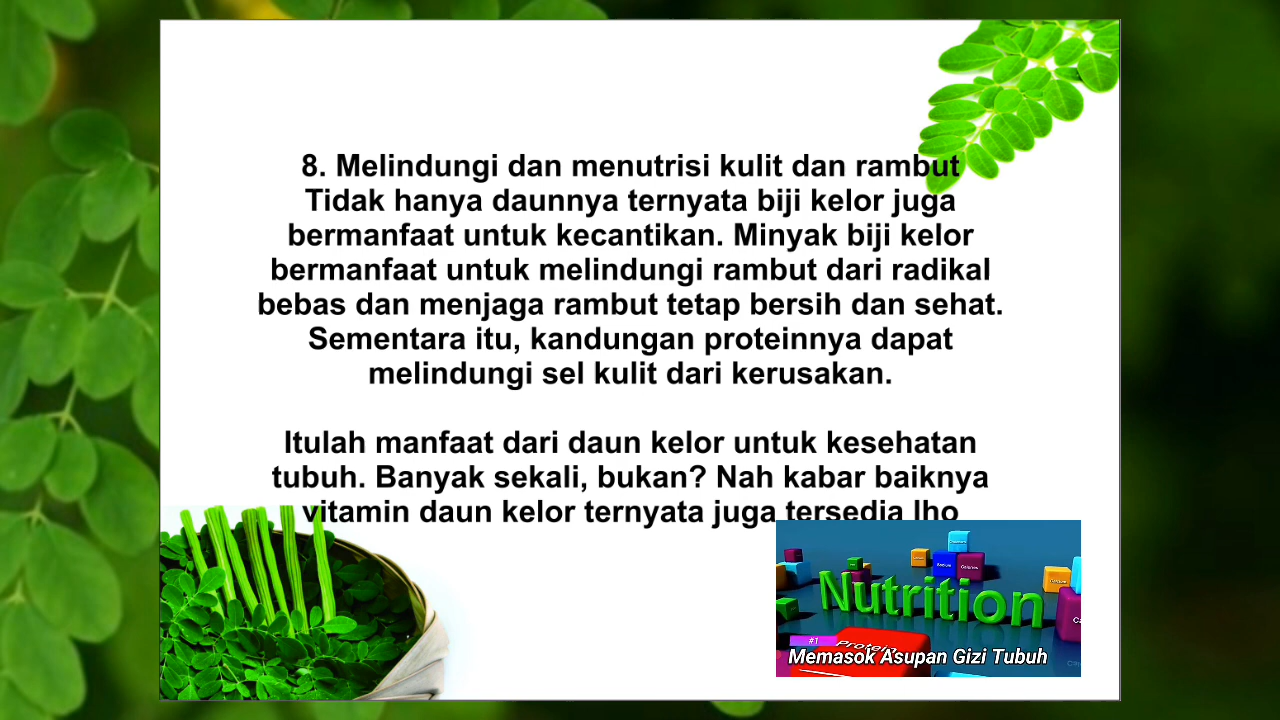 8. Melindungi dan menutrisi kulit dan rambut
Tidak hanya daunnya ternyata biji kelor juga
bermanfaat untuk kecantikan. Minyak biji kelor
bermanfaat untuk melindungi rambut dari radikal
bebas dan menjaga rambut tetap bersih dan sehat.
Sementara itu, kandungan proteinnya dapat
melindungi sel kulit dari kerusakan.
Itulah manfaat dari daun kelor untuk kesehatan
tubuh. Banyak sekali, bukan? Nah kabar baiknya
vitamin daun kelor ternyata juga tersedia lho
Sodium
Calories
Nutrition
#1
Protein
Memasok Asupan Gizi Tubuh